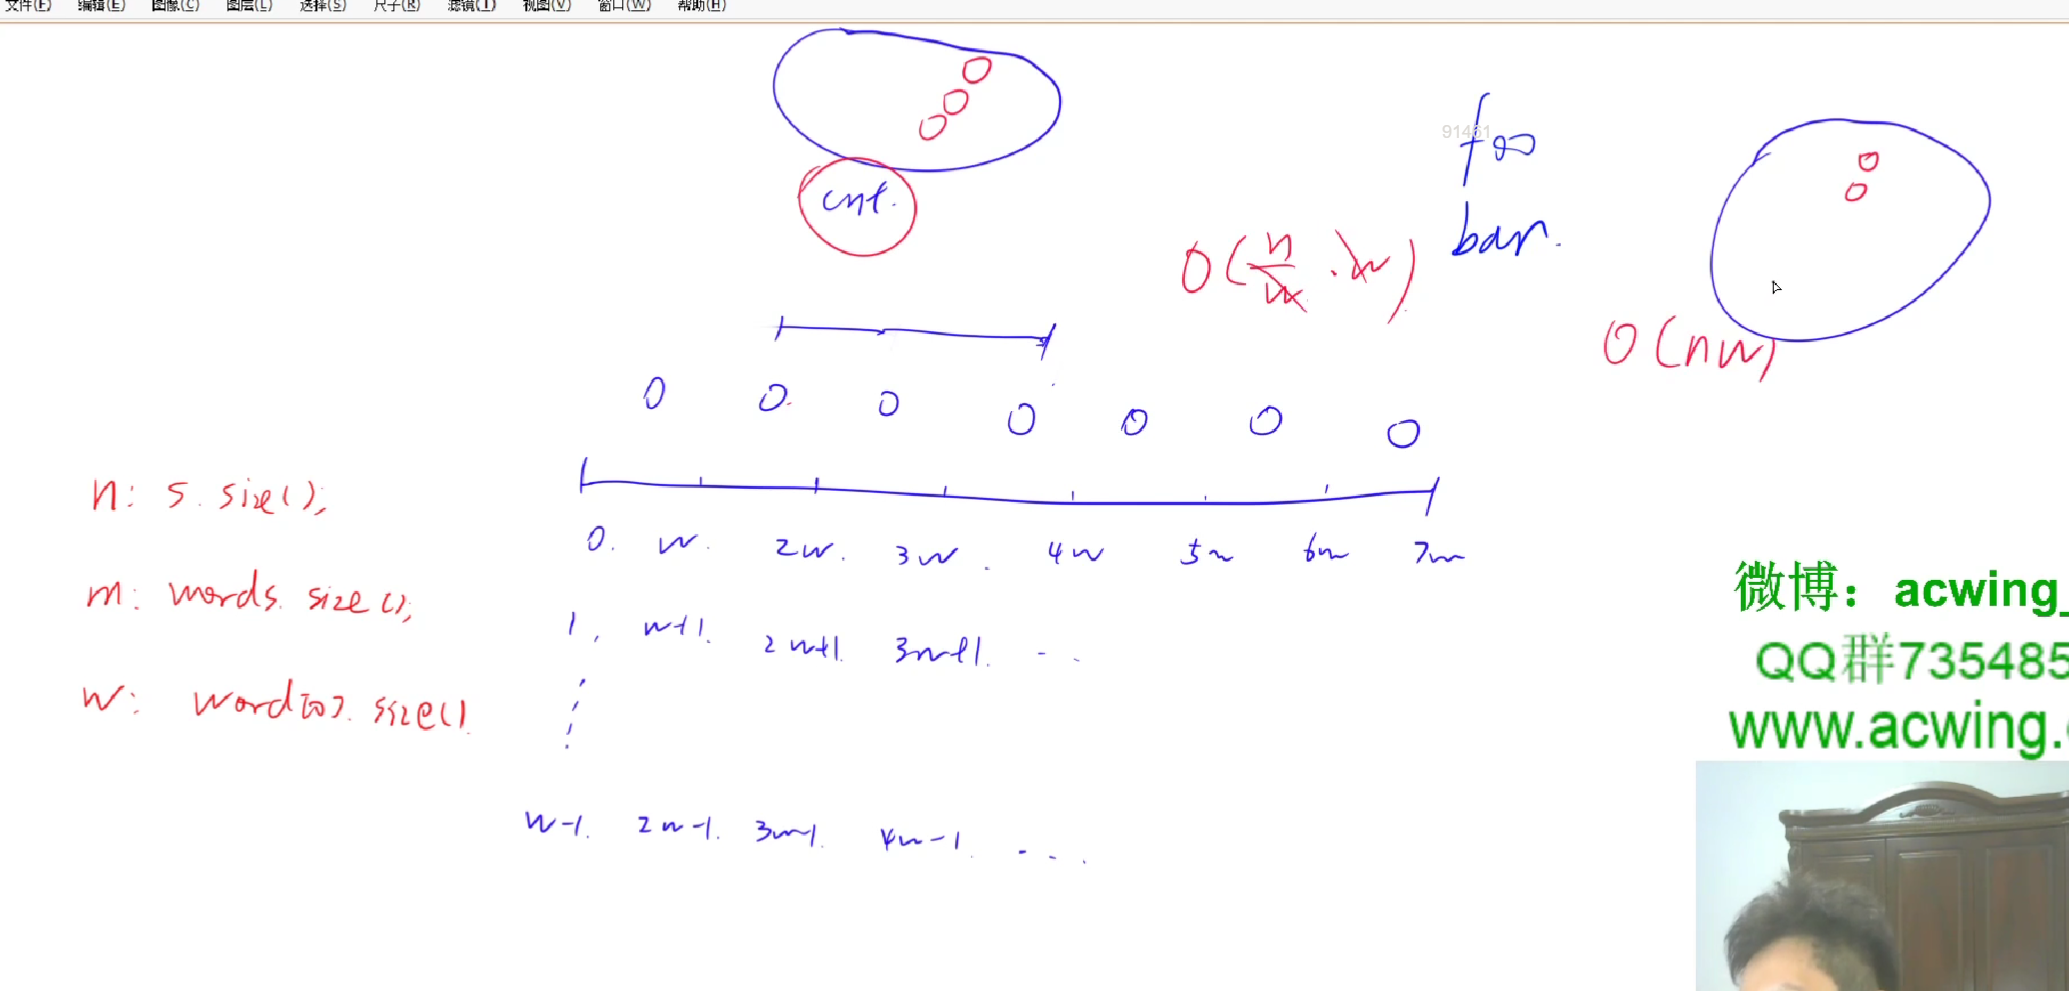 文件(F) 编辑(E) 图像(C) 图层(L) 选择(S) 尺子(R) 滤镜(T) 视图(V) 窗口(W) 帮助(H)
cnt.
91461
foo
bar.
O(n/w · w)
O(nw)
0 0. 0 0 0 0 0
n: s. size();
0. w. 2w. 3w. 4w 5w 6w 7w
m: words. size();
1, w+1. 2w+1. 3w+1. . .
w: word[0]. size().
w-1. 2w-1. 3w-1. 4w-1. . . .
微博：acwing_
QQ群735485
www.acwing.